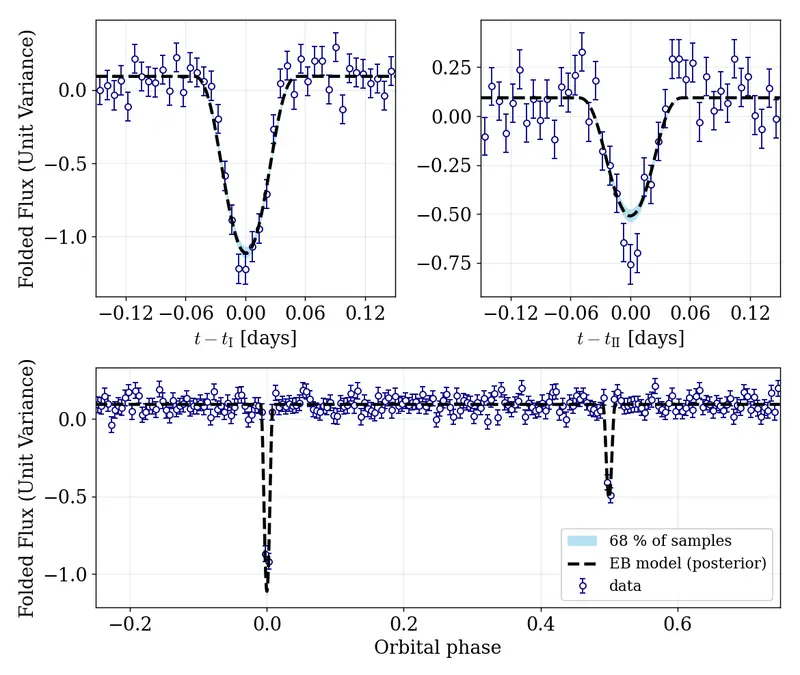 Folded Flux (Unit Variance)
0.0
−0.5
−1.0
−0.12 −0.06 0.00 0.06 0.12
t − t_I [days]
0.25
0.00
−0.25
−0.50
−0.75
−0.12 −0.06 0.00 0.06 0.12
t − t_II [days]
Folded Flux (Unit Variance)
0.0
−0.5
−1.0
68 % of samples
EB model (posterior)
data
−0.2 0.0 0.2 0.4 0.6
Orbital phase